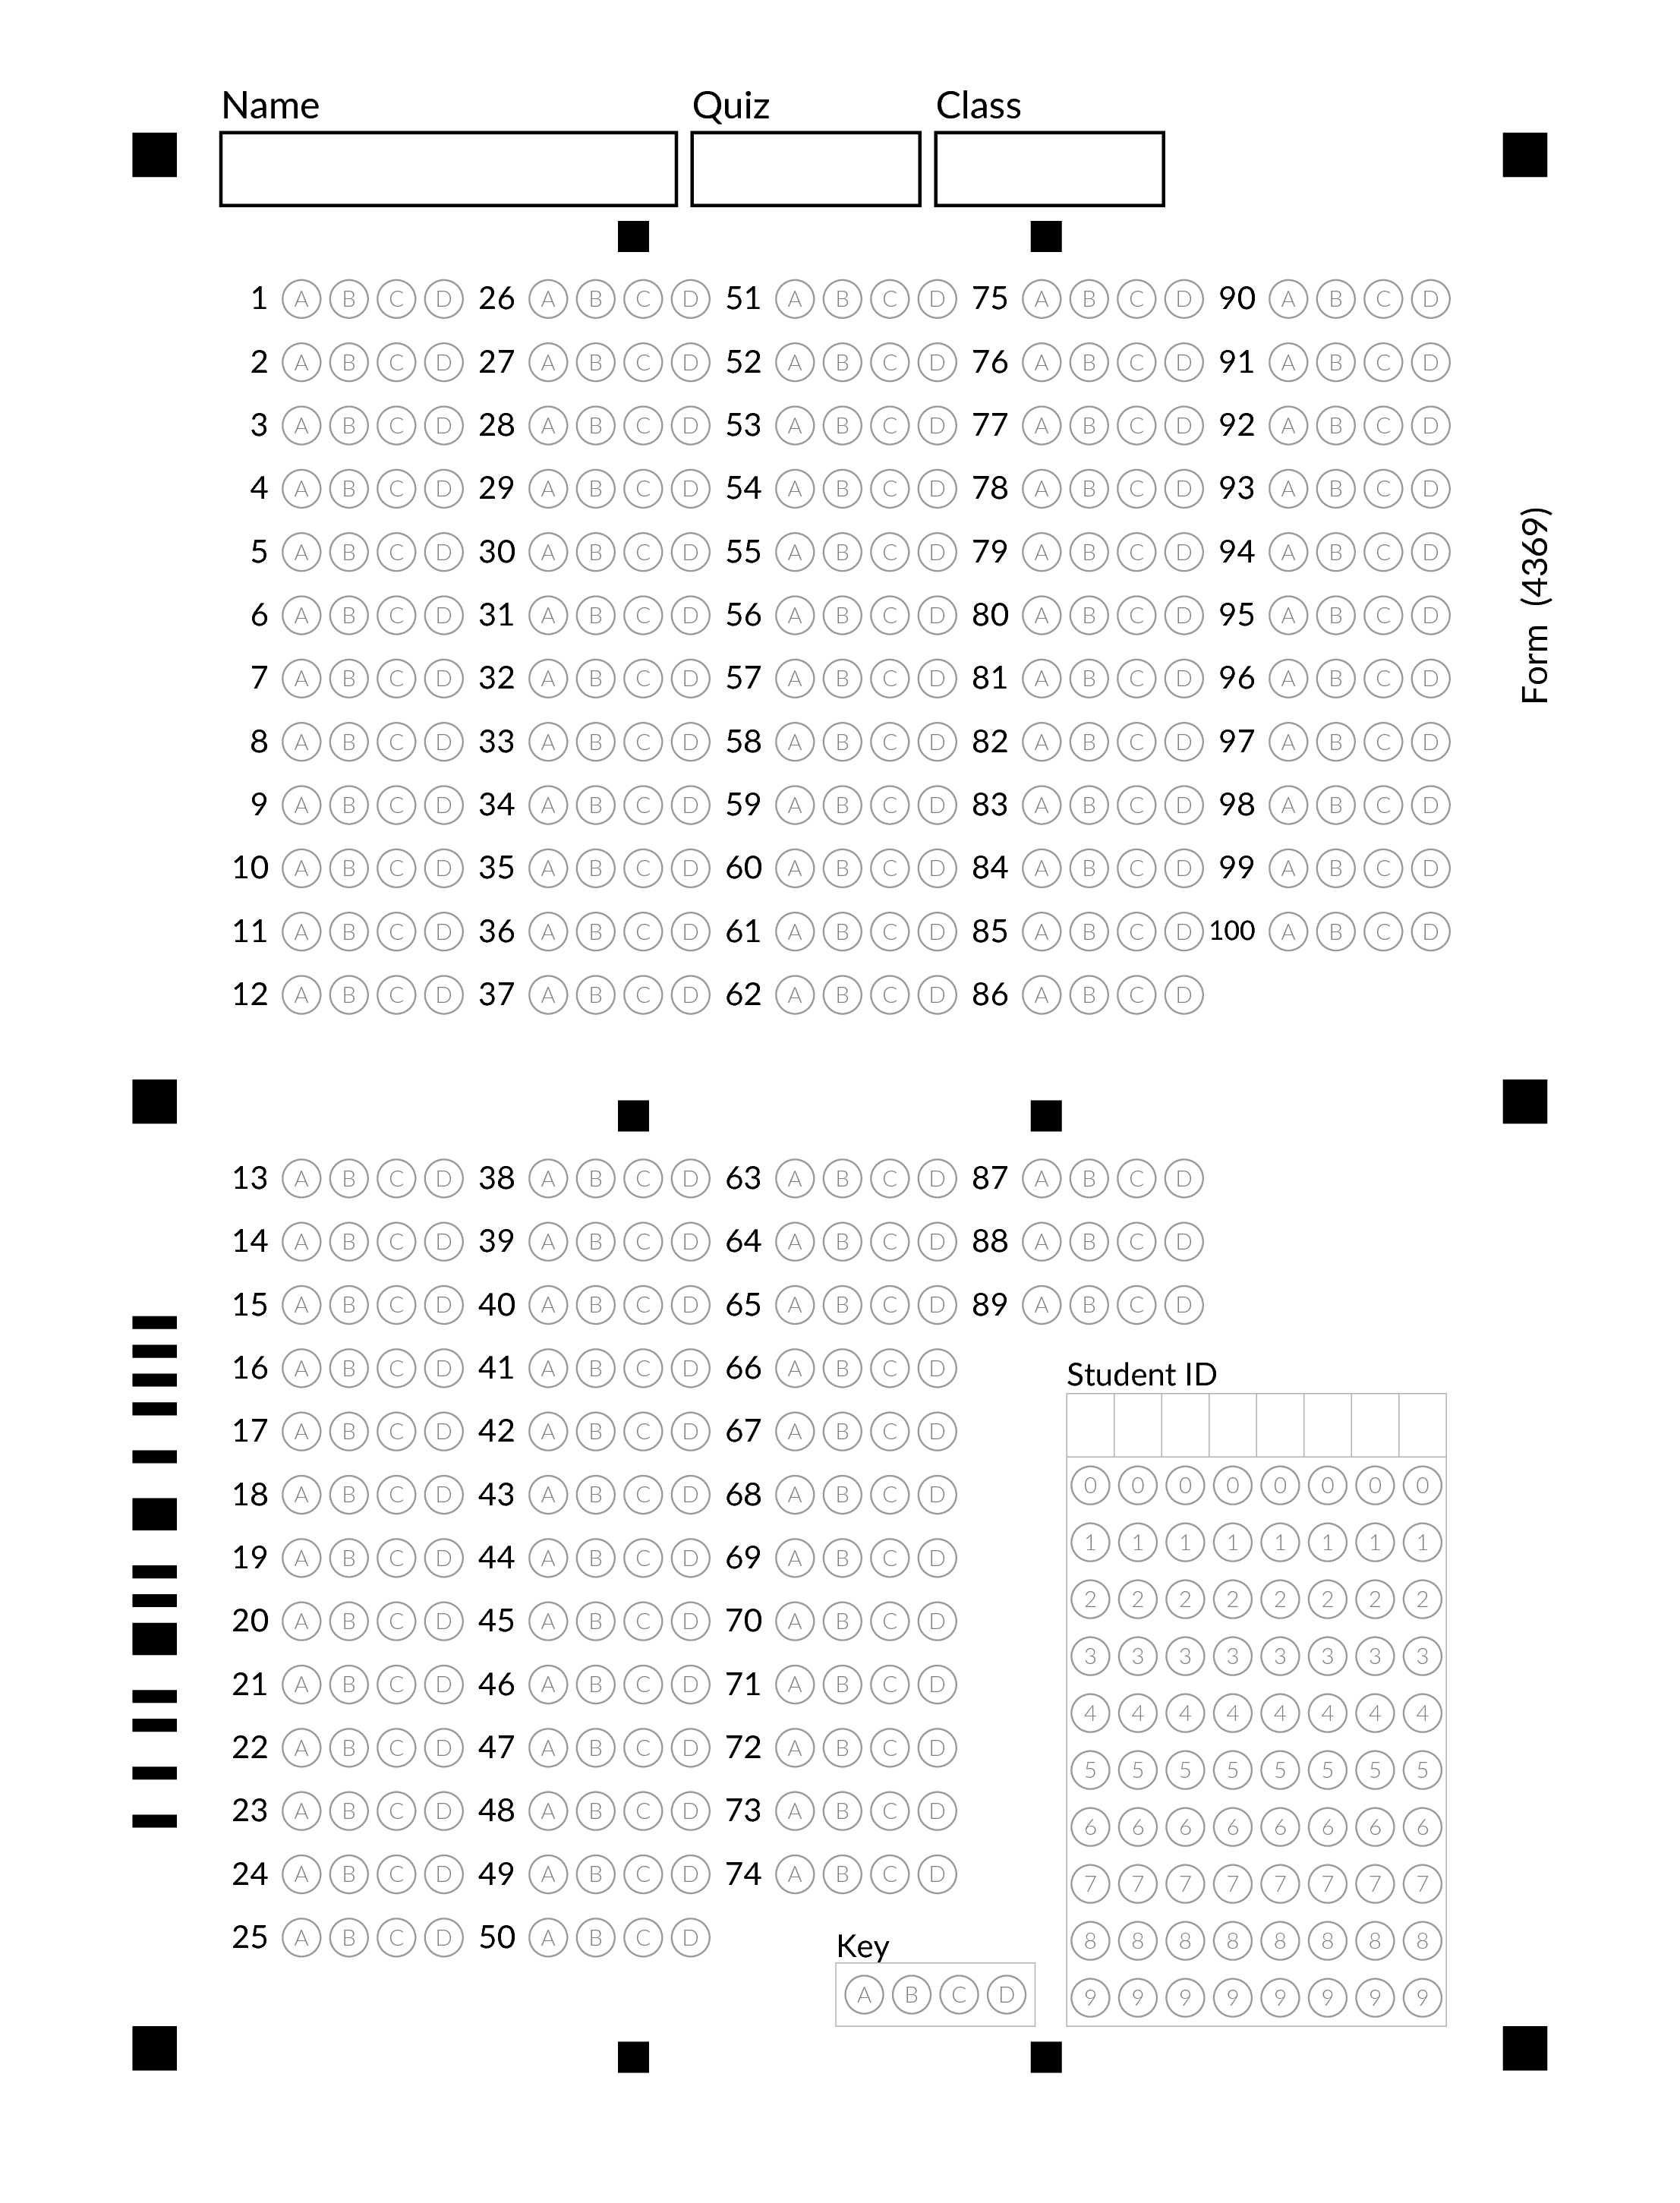 Name Quiz Class
1 A B C D 26 A B C D 51 A B C D 75 A B C D 90 A B C D
2 A B C D 27 A B C D 52 A B C D 76 A B C D 91 A B C D
3 A B C D 28 A B C D 53 A B C D 77 A B C D 92 A B C D
4 A B C D 29 A B C D 54 A B C D 78 A B C D 93 A B C D
5 A B C D 30 A B C D 55 A B C D 79 A B C D 94 A B C D
6 A B C D 31 A B C D 56 A B C D 80 A B C D 95 A B C D
7 A B C D 32 A B C D 57 A B C D 81 A B C D 96 A B C D
8 A B C D 33 A B C D 58 A B C D 82 A B C D 97 A B C D
9 A B C D 34 A B C D 59 A B C D 83 A B C D 98 A B C D
10 A B C D 35 A B C D 60 A B C D 84 A B C D 99 A B C D
11 A B C D 36 A B C D 61 A B C D 85 A B C D 100 A B C D
12 A B C D 37 A B C D 62 A B C D 86 A B C D
Form (4369)
13 A B C D 38 A B C D 63 A B C D 87 A B C D
14 A B C D 39 A B C D 64 A B C D 88 A B C D
15 A B C D 40 A B C D 65 A B C D 89 A B C D
16 A B C D 41 A B C D 66 A B C D
17 A B C D 42 A B C D 67 A B C D
18 A B C D 43 A B C D 68 A B C D
19 A B C D 44 A B C D 69 A B C D
20 A B C D 45 A B C D 70 A B C D
21 A B C D 46 A B C D 71 A B C D
22 A B C D 47 A B C D 72 A B C D
23 A B C D 48 A B C D 73 A B C D
24 A B C D 49 A B C D 74 A B C D
25 A B C D 50 A B C D
Key
A B C D
Student ID
0 0 0 0 0 0 0 0
1 1 1 1 1 1 1 1
2 2 2 2 2 2 2 2
3 3 3 3 3 3 3 3
4 4 4 4 4 4 4 4
5 5 5 5 5 5 5 5
6 6 6 6 6 6 6 6
7 7 7 7 7 7 7 7
8 8 8 8 8 8 8 8
9 9 9 9 9 9 9 9